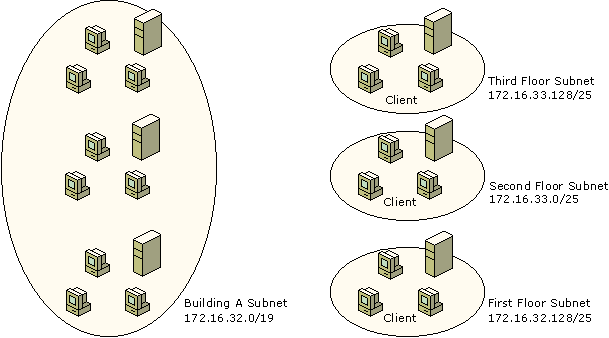 Third Floor Subnet
172.16.33.128/25
Client
Second Floor Subnet
172.16.33.0/25
Client
Building A Subnet
172.16.32.0/19
First Floor Subnet
172.16.32.128/25
Client